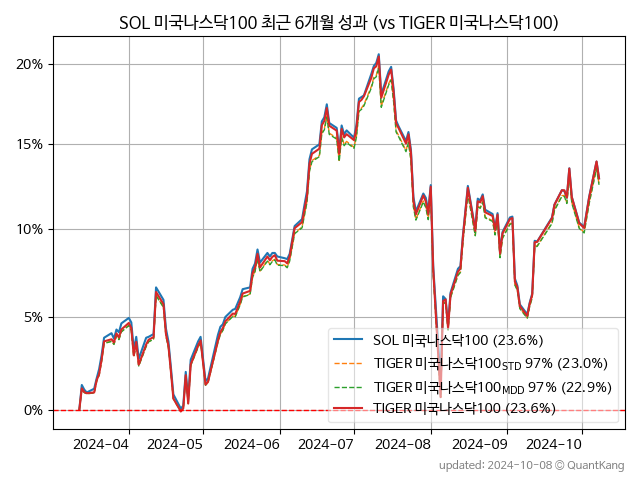 SOL 미국나스닥100 최근 6개월 성과 (vs TIGER 미국나스닥100)
20%
15%
10%
5%
0%
SOL 미국나스닥100 (23.6%)
TIGER 미국나스닥100STD 97% (23.0%)
TIGER 미국나스닥100MDD 97% (22.9%)
TIGER 미국나스닥100 (23.6%)
2024-04 2024-05 2024-06 2024-07 2024-08 2024-09 2024-10
updated: 2024-10-08 © QuantKang